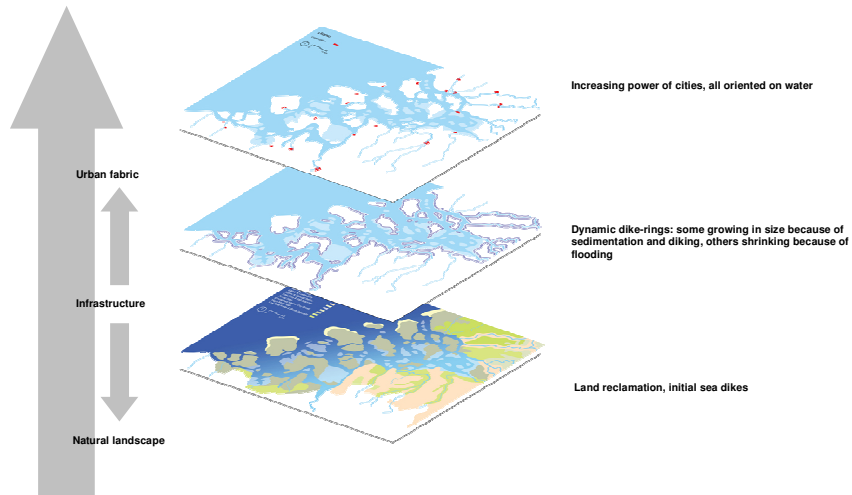 Increasing power of cities, all oriented on water
Urban fabric
Dynamic dike-rings: some growing in size because of
sedimentation and diking, others shrinking because of
flooding
Infrastructure
Land reclamation, initial sea dikes
Natural landscape